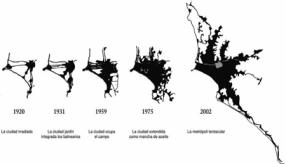 1920
La ciudad irradiada
1931
La ciudad jardín
integrada los balnearios
1959
La ciudad ocupa
el campo
1975
La ciudad extendida
como mancha de aceite
2002
La metrópoli tentacular